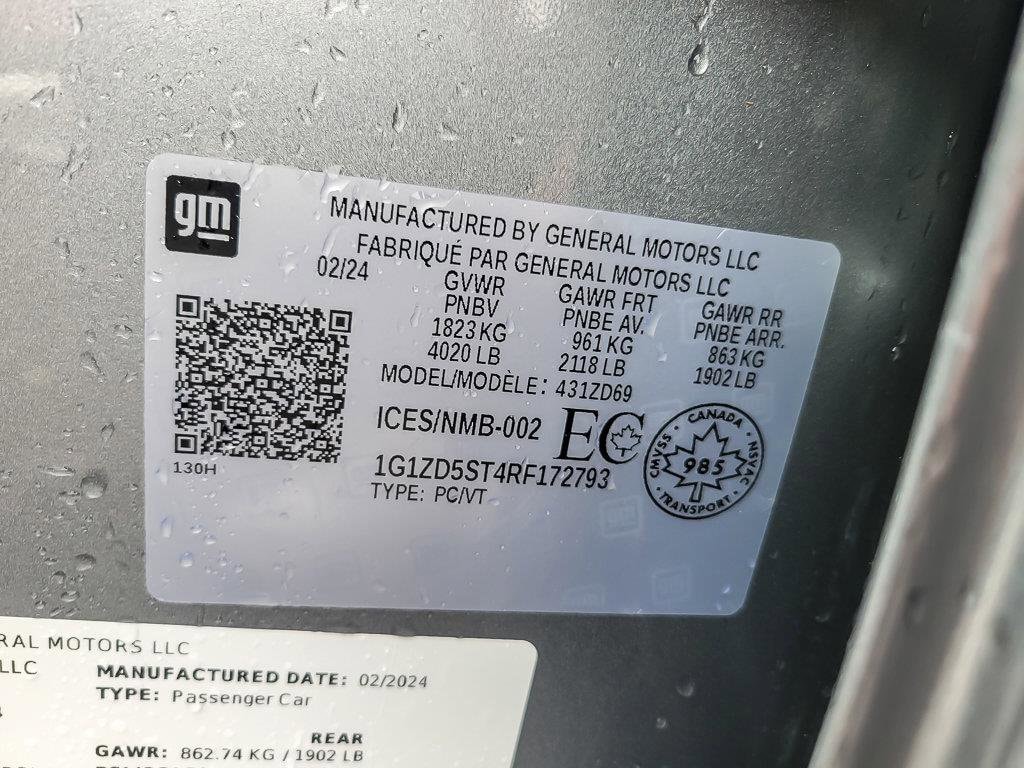 gm
MANUFACTURED BY GENERAL MOTORS LLC
FABRIQUÉ PAR GENERAL MOTORS LLC
02/24
GVWR GAWR FRT GAWR RR
PNBV PNBE AV. PNBE ARR.
1823 KG 961 KG 863 KG
4020 LB 2118 LB 1902 LB
MODEL/MODÈLE: 431ZD69
ICES/NMB-002 EC
CANADA
CMVSS · NSVAC
985
TRANSPORT
130H
1G1ZD5ST4RF172793
TYPE: PC/VT
RAL MOTORS LLC
LLC
MANUFACTURED DATE: 02/2024
TYPE: Passenger Car
REAR
GAWR: 862.74 KG / 1902 LB